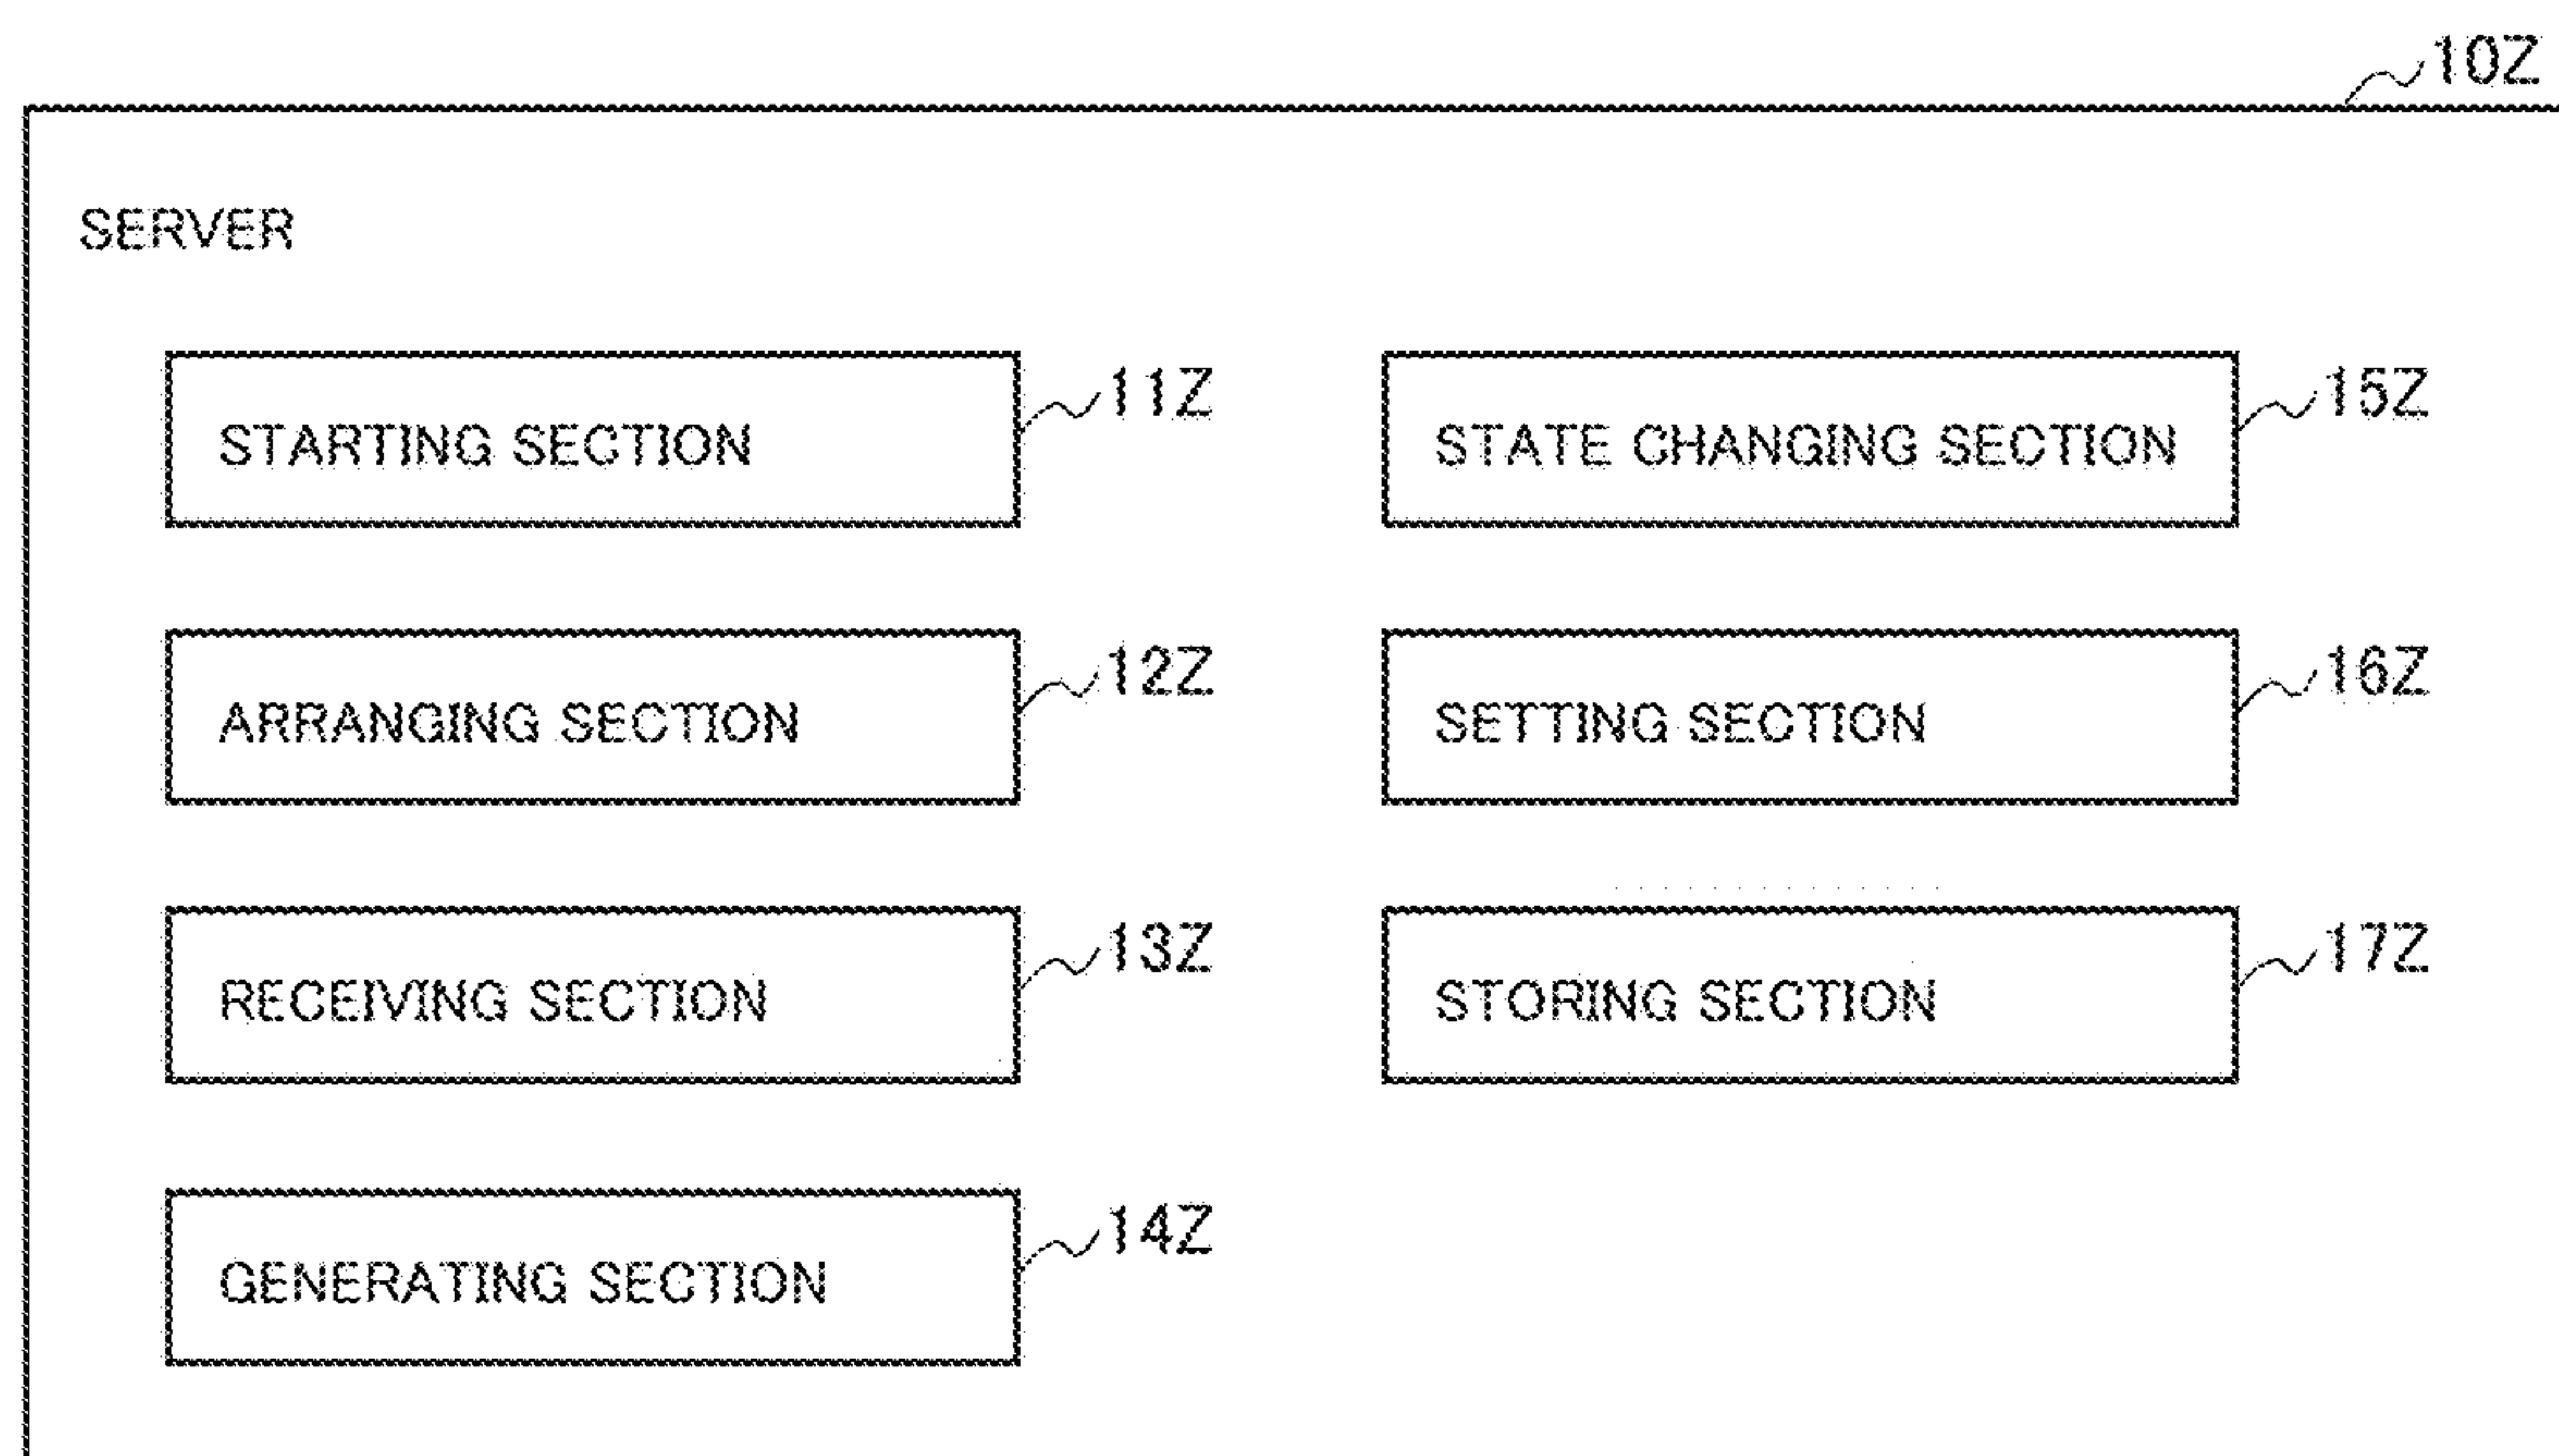 10Z
SERVER
STARTING SECTION
11Z
ARRANGING SECTION
12Z
RECEIVING SECTION
13Z
GENERATING SECTION
14Z
STATE CHANGING SECTION
15Z
SETTING SECTION
16Z
STORING SECTION
17Z